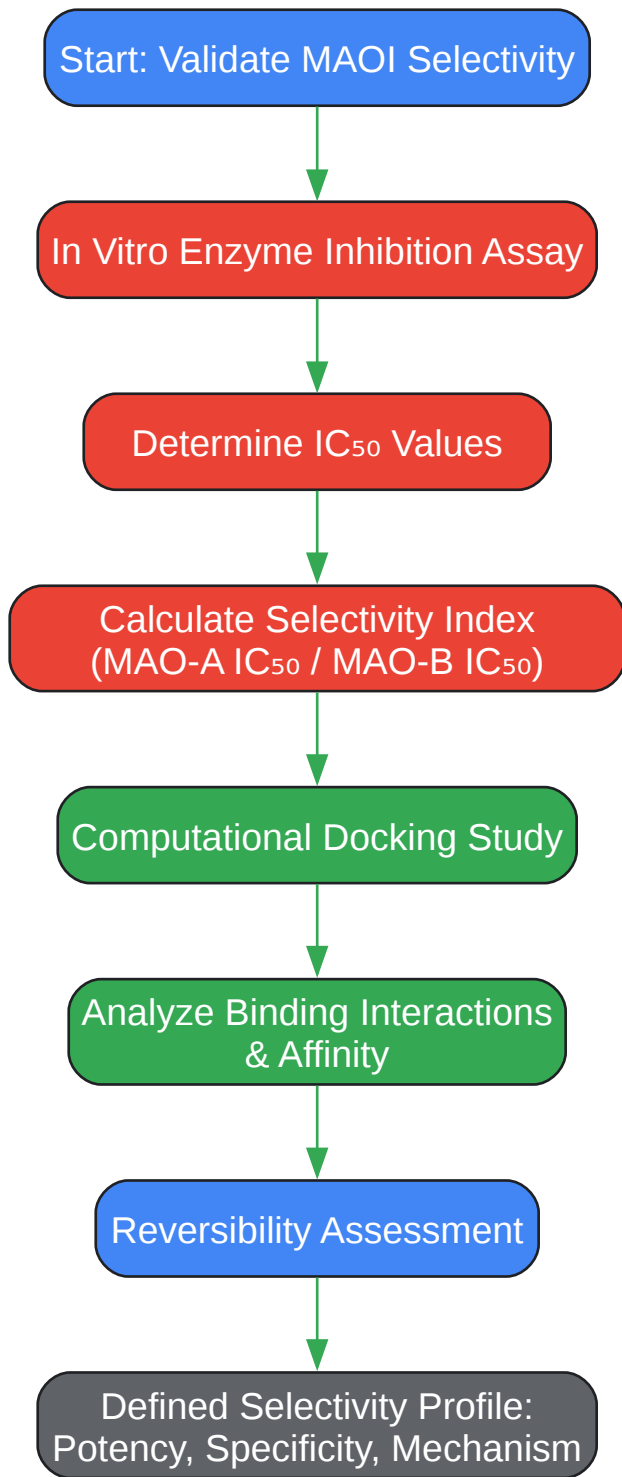 Start: Validate MAOI Selectivity
In Vitro Enzyme Inhibition Assay
Determine IC₅₀ Values
Calculate Selectivity Index
(MAO-A IC₅₀ / MAO-B IC₅₀)
Computational Docking Study
Analyze Binding Interactions
& Affinity
Reversibility Assessment
Defined Selectivity Profile:
Potency, Specificity, Mechanism